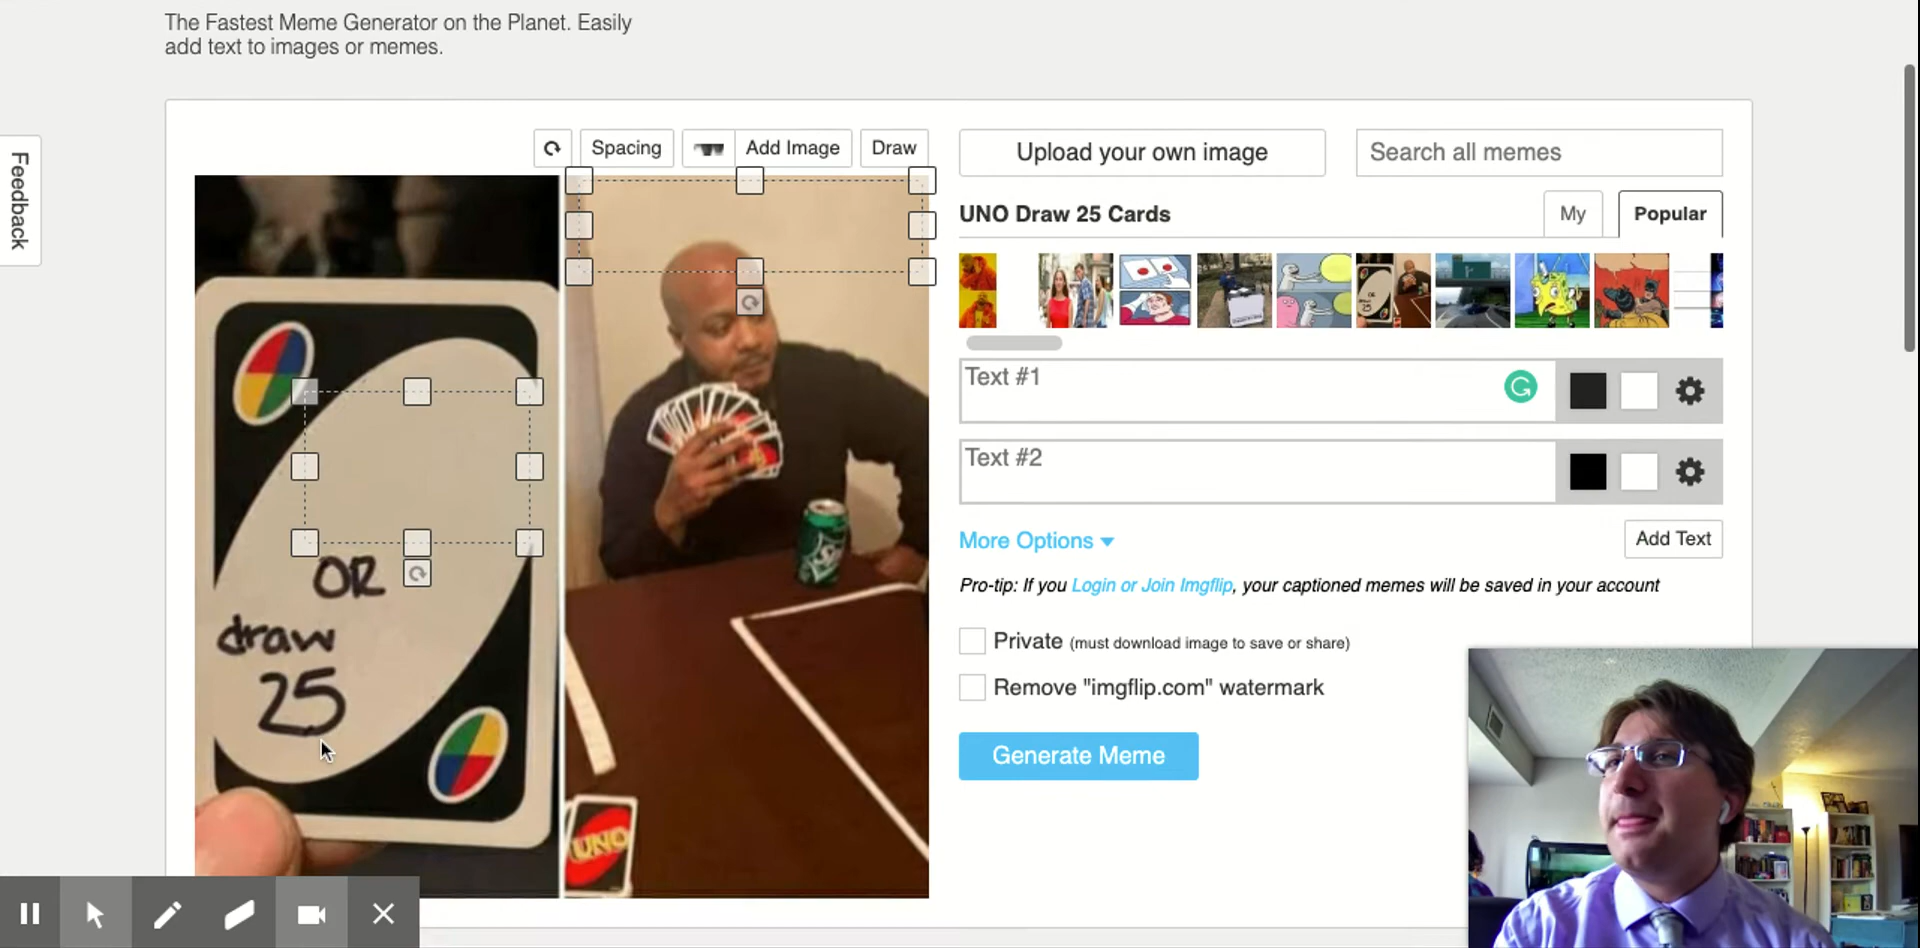 The Fastest Meme Generator on the Planet. Easily
add text to images or memes.
Feedback
Spacing
Add Image
Draw
Upload your own image
Search all memes
UNO Draw 25 Cards
My
Popular
Text #1
Text #2
More Options
Add Text
Pro-tip: If you Login or Join Imgflip, your captioned memes will be saved in your account
Private (must download image to save or share)
Remove "imgflip.com" watermark
Generate Meme
OR
draw
25
UNO